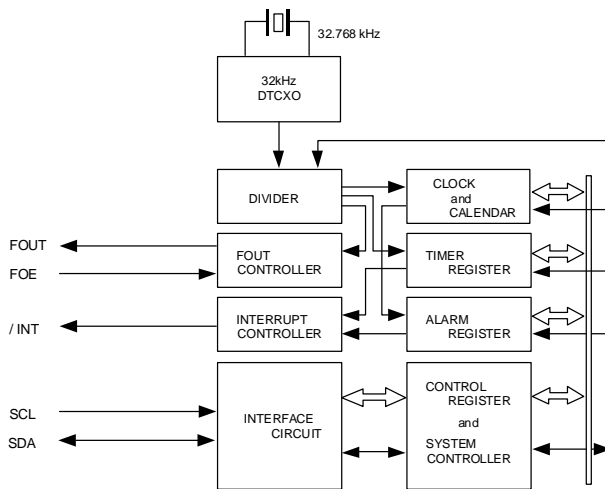 32.768 kHz
32kHz
DTCXO
DIVIDER
CLOCK
and
CALENDAR
FOUT
FOE
FOUT
CONTROLLER
TIMER
REGISTER
/ INT
INTERRUPT
CONTROLLER
ALARM
REGISTER
SCL
SDA
INTERFACE
CIRCUIT
CONTROL
REGISTER
and
SYSTEM
CONTROLLER